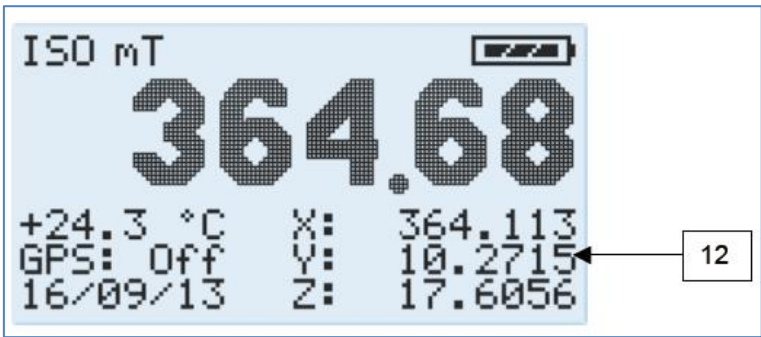 ISO mT
364.68
+24.3 °C X: 364.113
GPS: Off Y: 10.2715
16/09/13 Z: 17.6056
12